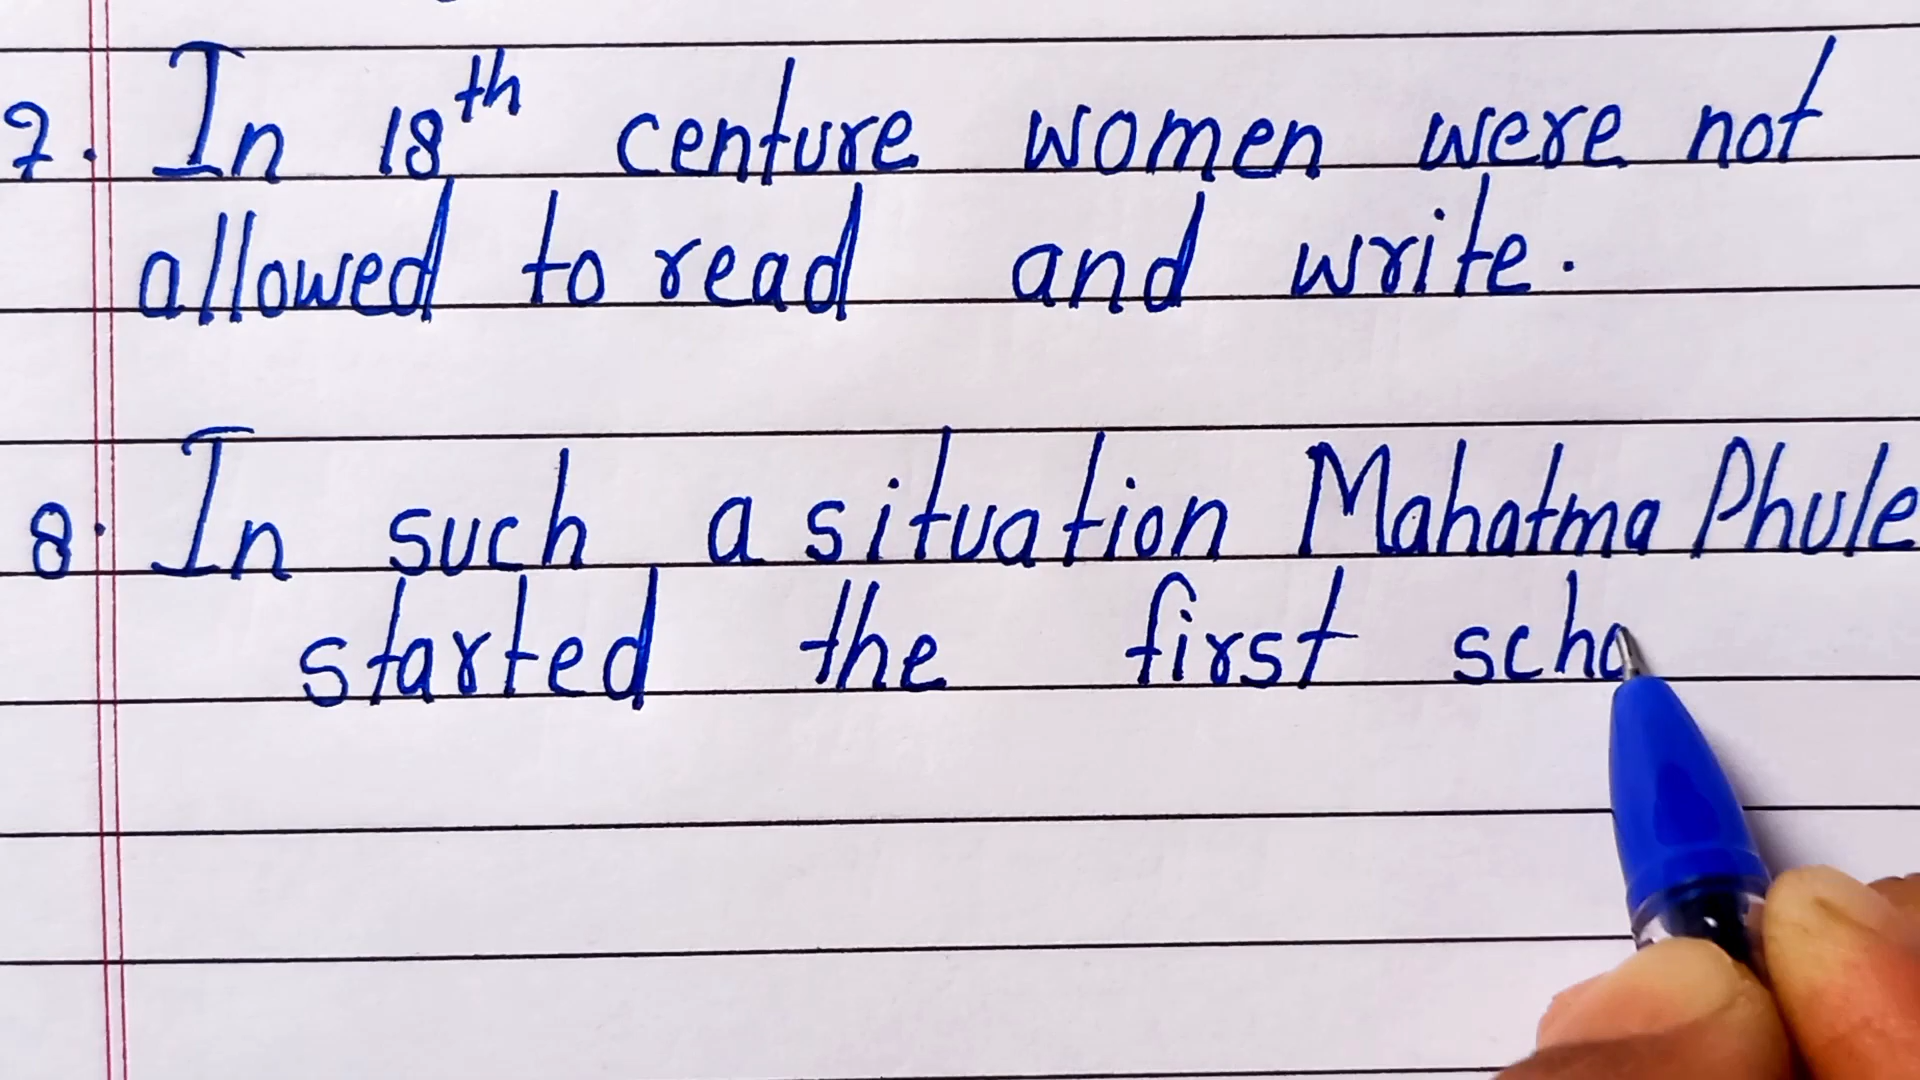 7. In 18th centure women were not
allowed to read and write.
8. In such a situation Mahatma Phule
started the first scho